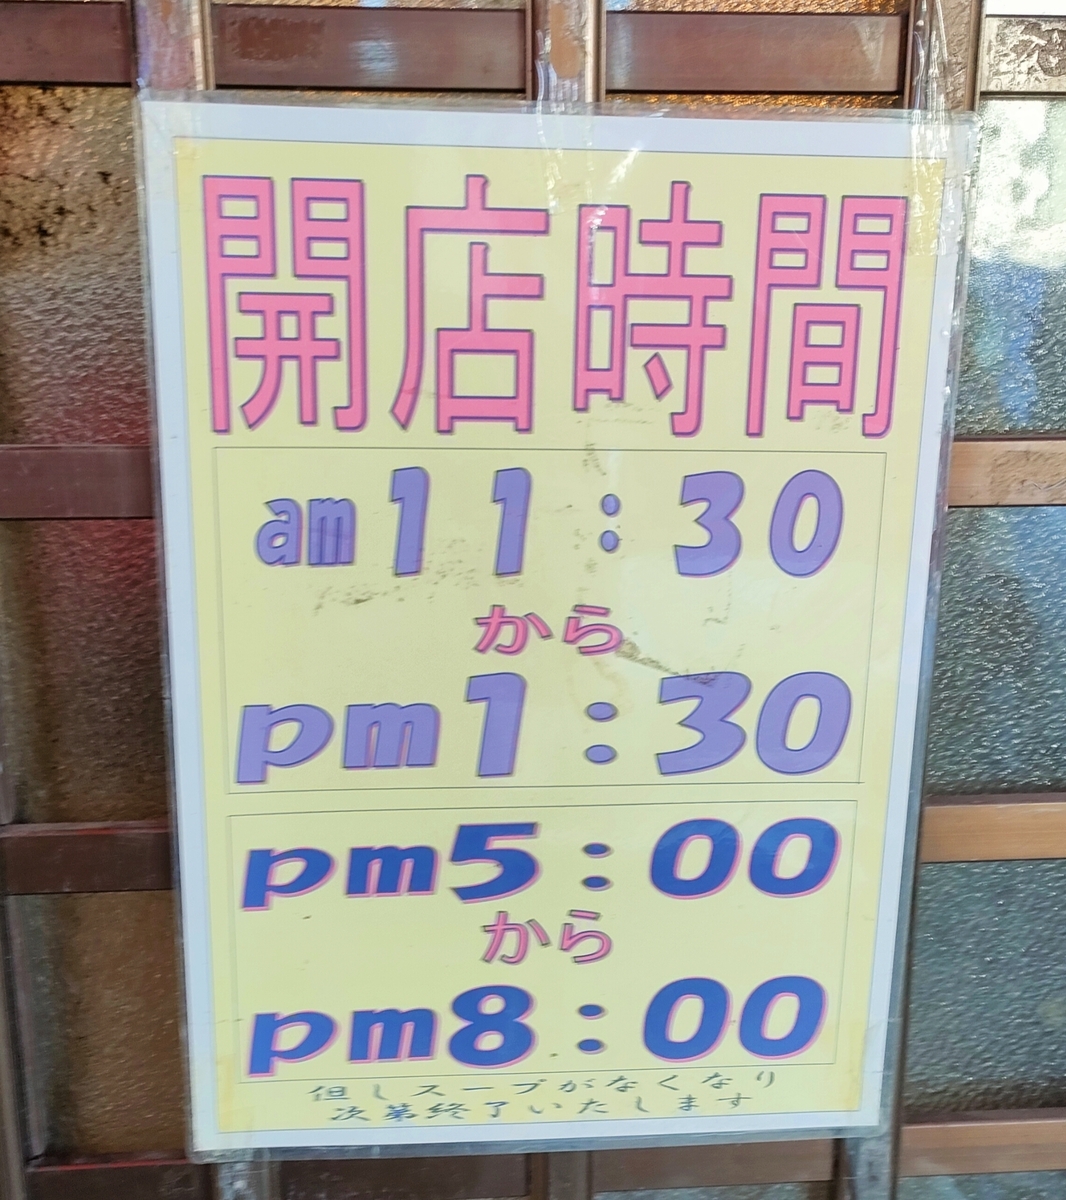 開店時間
am11:30
から
pm1:30
pm5:00
から
pm8:00
但しスープがなくなり
次第終了いたします